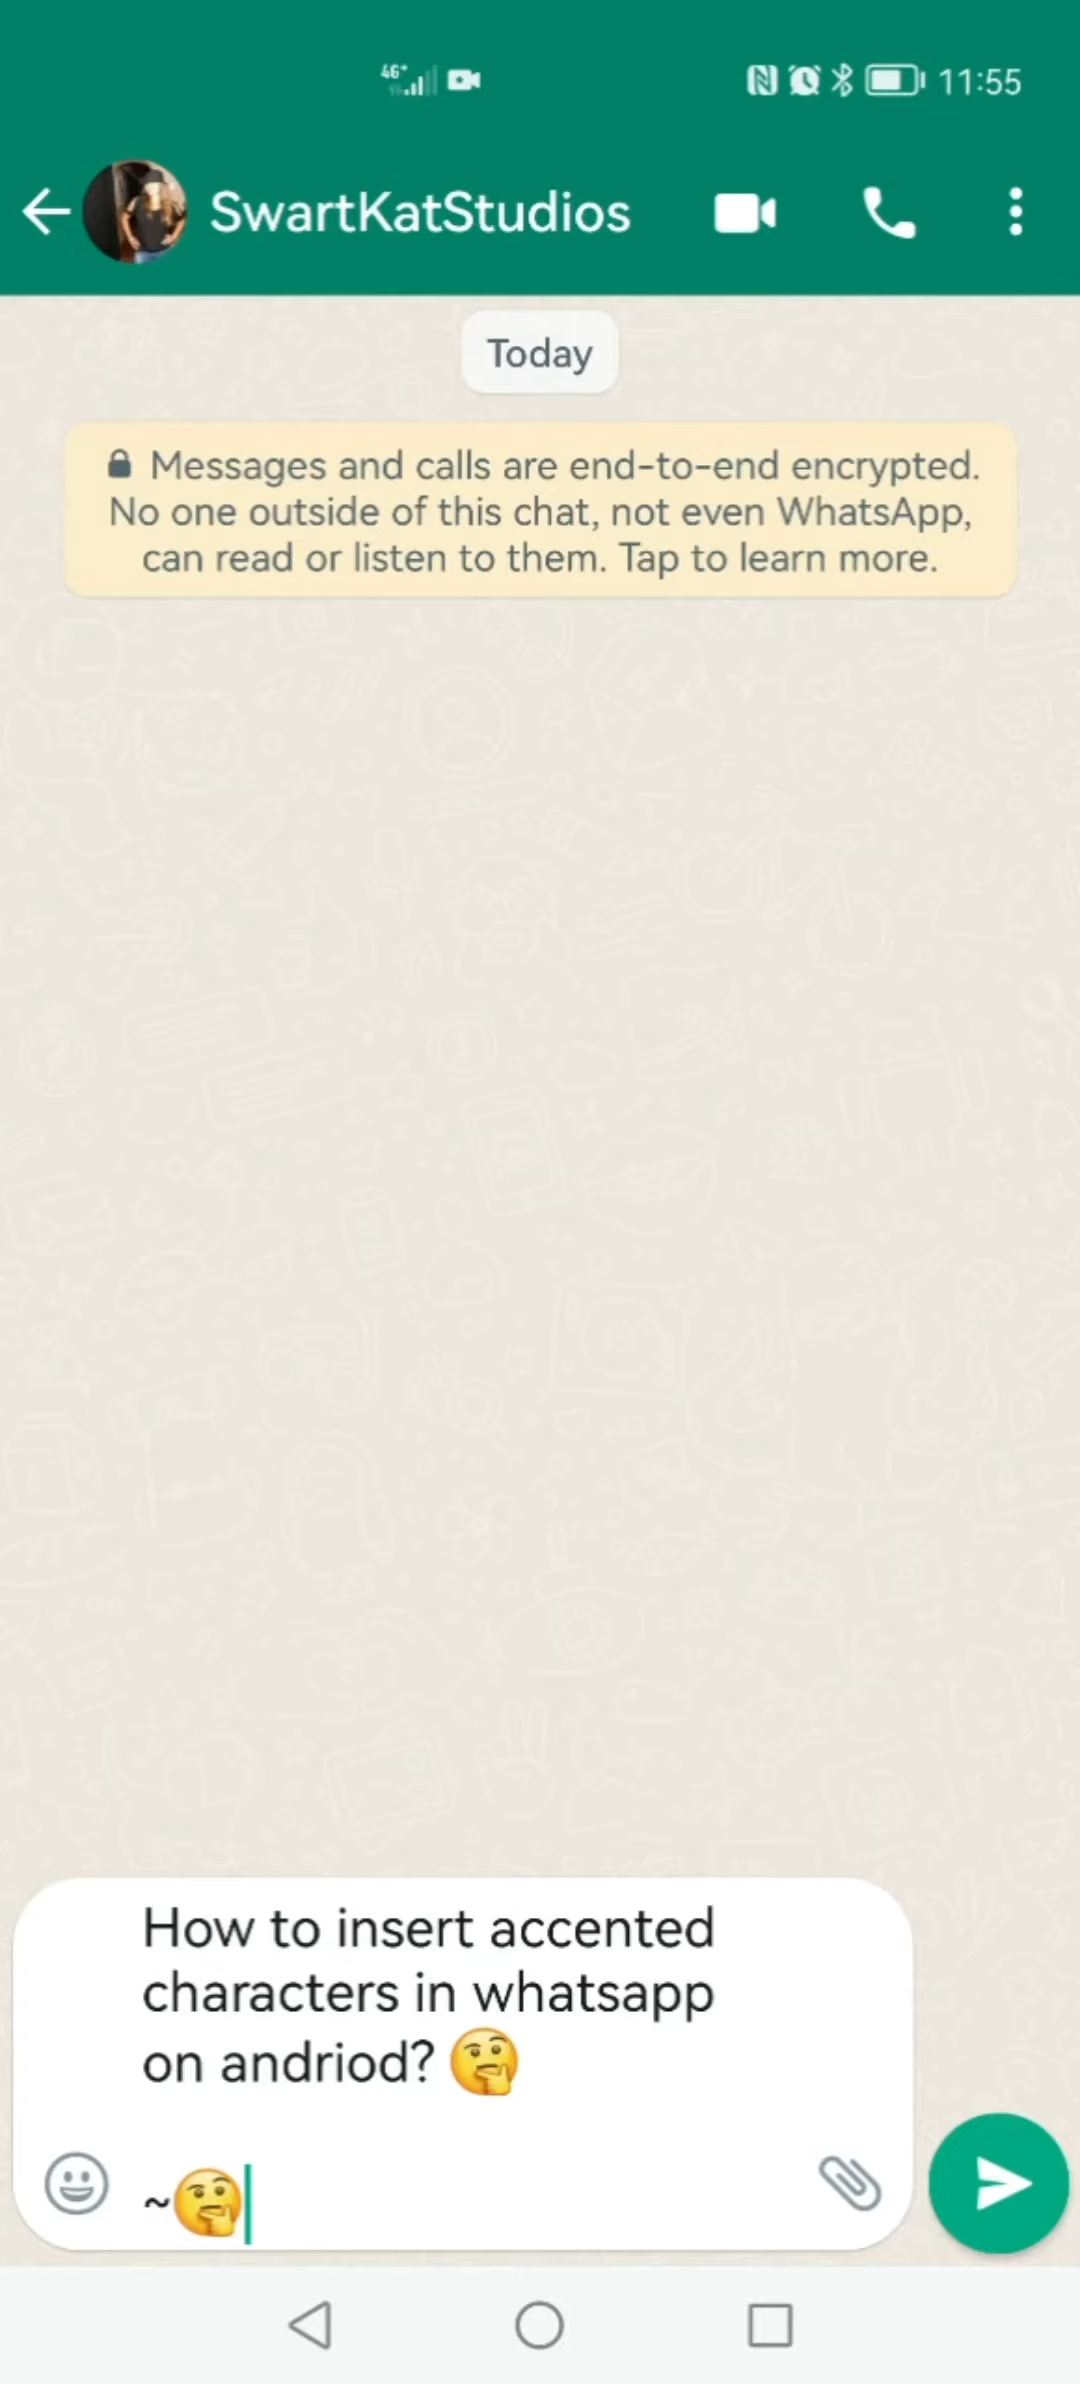 4G+ 11:55
SwartKatStudios
Today
🔒 Messages and calls are end-to-end encrypted.
No one outside of this chat, not even WhatsApp,
can read or listen to them. Tap to learn more.
How to insert accented
characters in whatsapp
on andriod? 🤔
~🤔